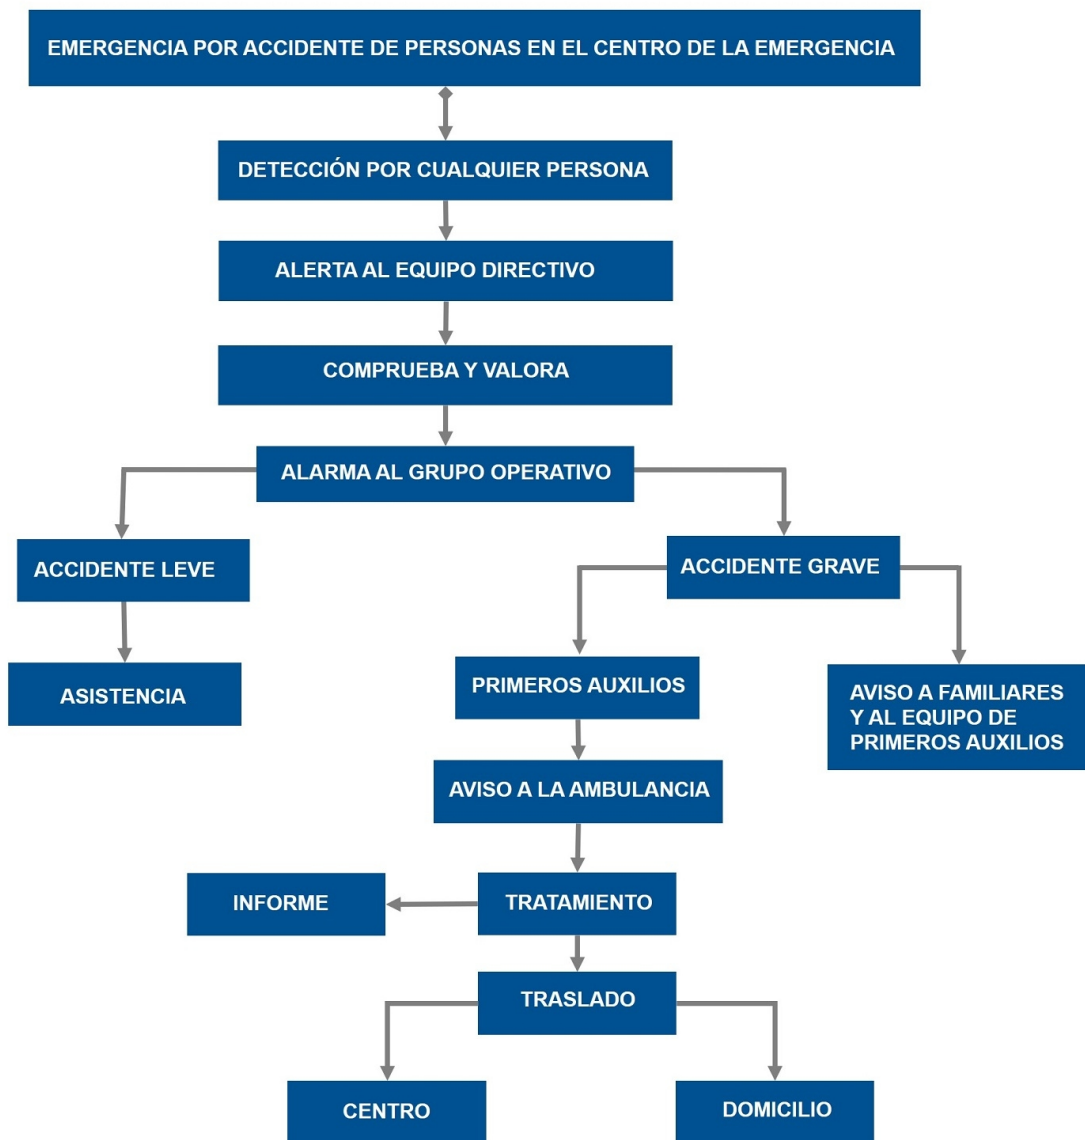 EMERGENCIA POR ACCIDENTE DE PERSONAS EN EL CENTRO DE LA EMERGENCIA
DETECCIÓN POR CUALQUIER PERSONA
ALERTA AL EQUIPO DIRECTIVO
COMPRUEBA Y VALORA
ALARMA AL GRUPO OPERATIVO
ACCIDENTE LEVE
ACCIDENTE GRAVE
ASISTENCIA
PRIMEROS AUXILIOS
AVISO A FAMILIARES
Y AL EQUIPO DE
PRIMEROS AUXILIOS
AVISO A LA AMBULANCIA
INFORME
TRATAMIENTO
TRASLADO
CENTRO
DOMICILIO